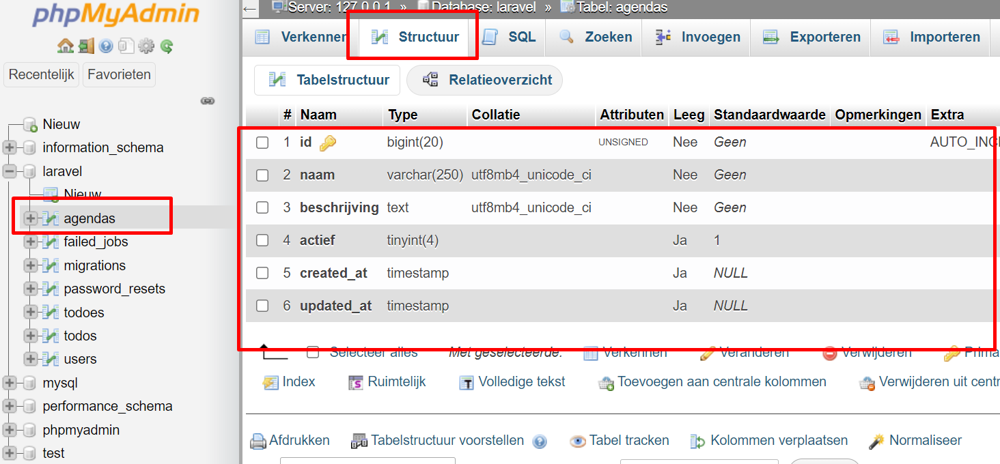 phpMyAdmin
Recentelijk Favorieten
Nieuw
information_schema
laravel
Nieuw
agendas
failed_jobs
migrations
password_resets
todoes
todos
users
mysql
performance_schema
phpmyadmin
test
← Server: 127.0.0.1 » Database: laravel » Tabel: agendas
Verkennen Structuur SQL Zoeken Invoegen Exporteren Importeren
Tabelstructuur Relatieoverzicht
# Naam Type Collatie Attributen Leeg Standaardwaarde Opmerkingen Extra
1 id bigint(20) UNSIGNED Nee Geen AUTO_INC
2 naam varchar(250) utf8mb4_unicode_ci Nee Geen
3 beschrijving text utf8mb4_unicode_ci Nee Geen
4 actief tinyint(4) Ja 1
5 created_at timestamp Ja NULL
6 updated_at timestamp Ja NULL
Selecteer alles Met geselecteerde: Verkennen Veranderen Verwijderen Prima
Index Ruimtelijk Volledige tekst Toevoegen aan centrale kolommen Verwijderen uit centr
Afdrukken Tabelstructuur voorstellen Tabel tracken Kolommen verplaatsen Normaliseer